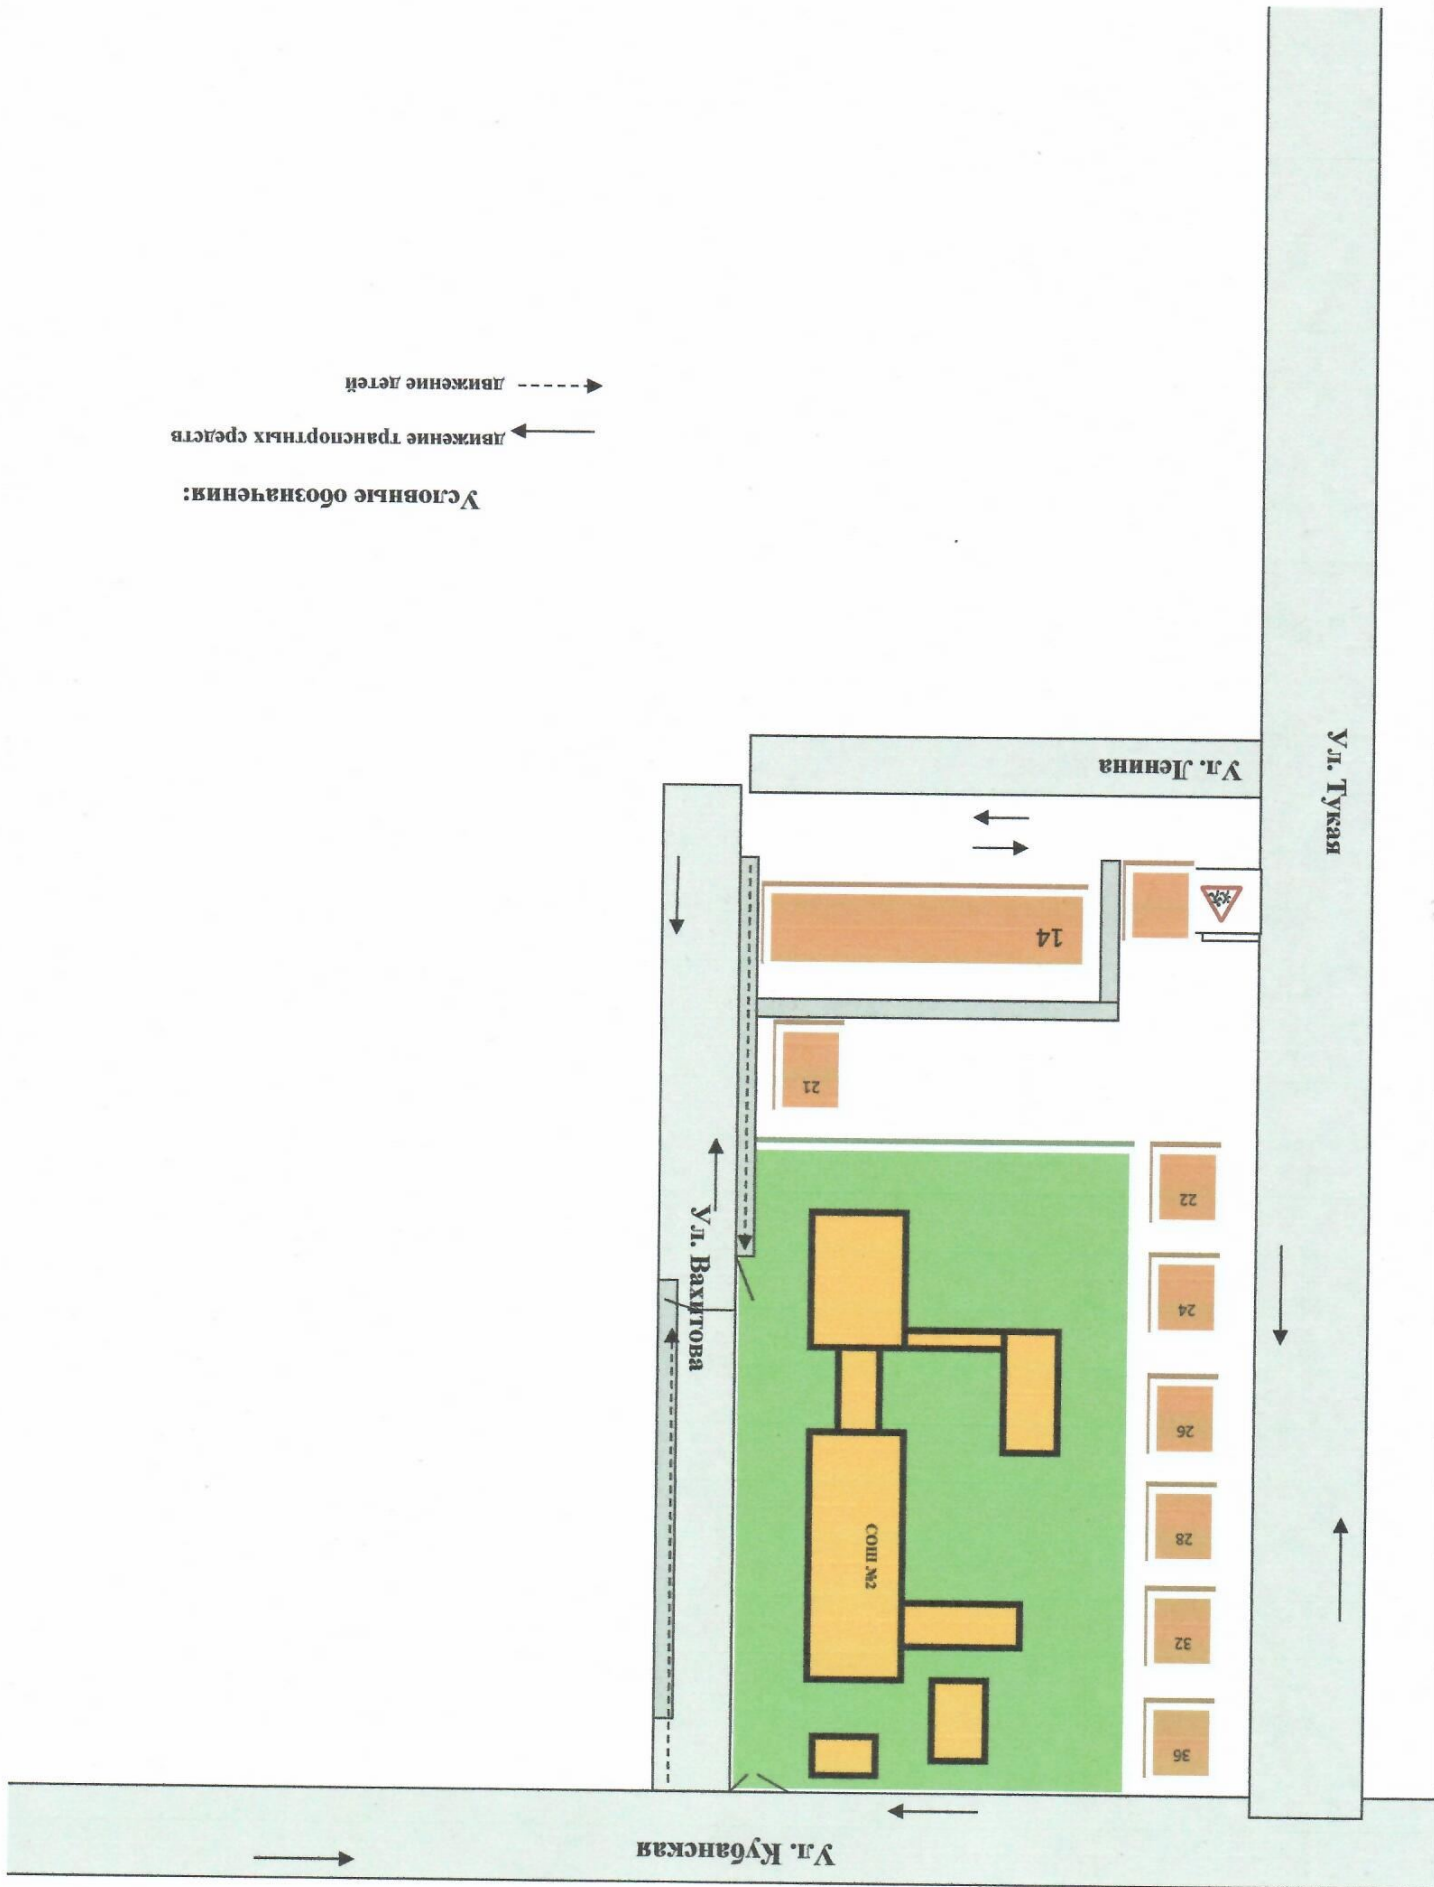 Ул. Кубанская
36
32
28
26
24
22
СОШ №2
Ул. Вахитова
21
14
Ул. Тукая
Ул. Ленина
Условные обозначения:
движение транспортных средств
движение детей